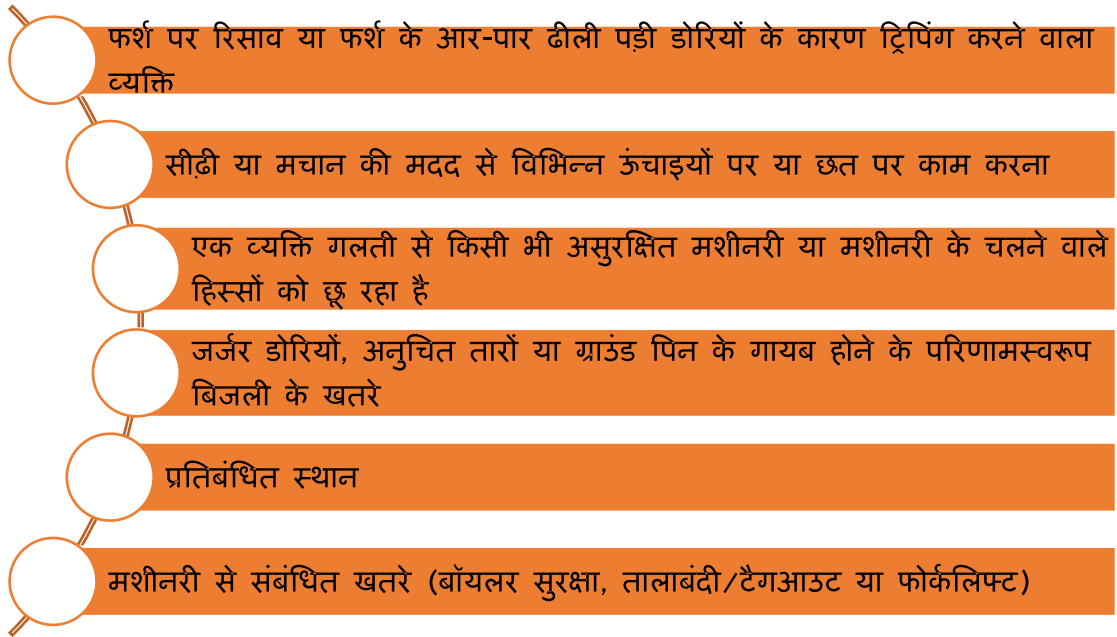 फर्श पर रिसाव या फर्श के आर-पार ढीली पड़ी डोरियों के कारण ट्रिपिंग करने वाला
व्यक्ति
सीढ़ी या मचान की मदद से विभिन्न ऊंचाइयों पर या छत पर काम करना
एक व्यक्ति गलती से किसी भी असुरक्षित मशीनरी या मशीनरी के चलने वाले
हिस्सों को छू रहा है
जर्जर डोरियों, अनुचित तारों या ग्राउंड पिन के गायब होने के परिणामस्वरूप
बिजली के खतरे
प्रतिबंधित स्थान
मशीनरी से संबंधित खतरे (बॉयलर सुरक्षा, तालाबंदी/टैगआउट या फोर्कलिफ्ट)